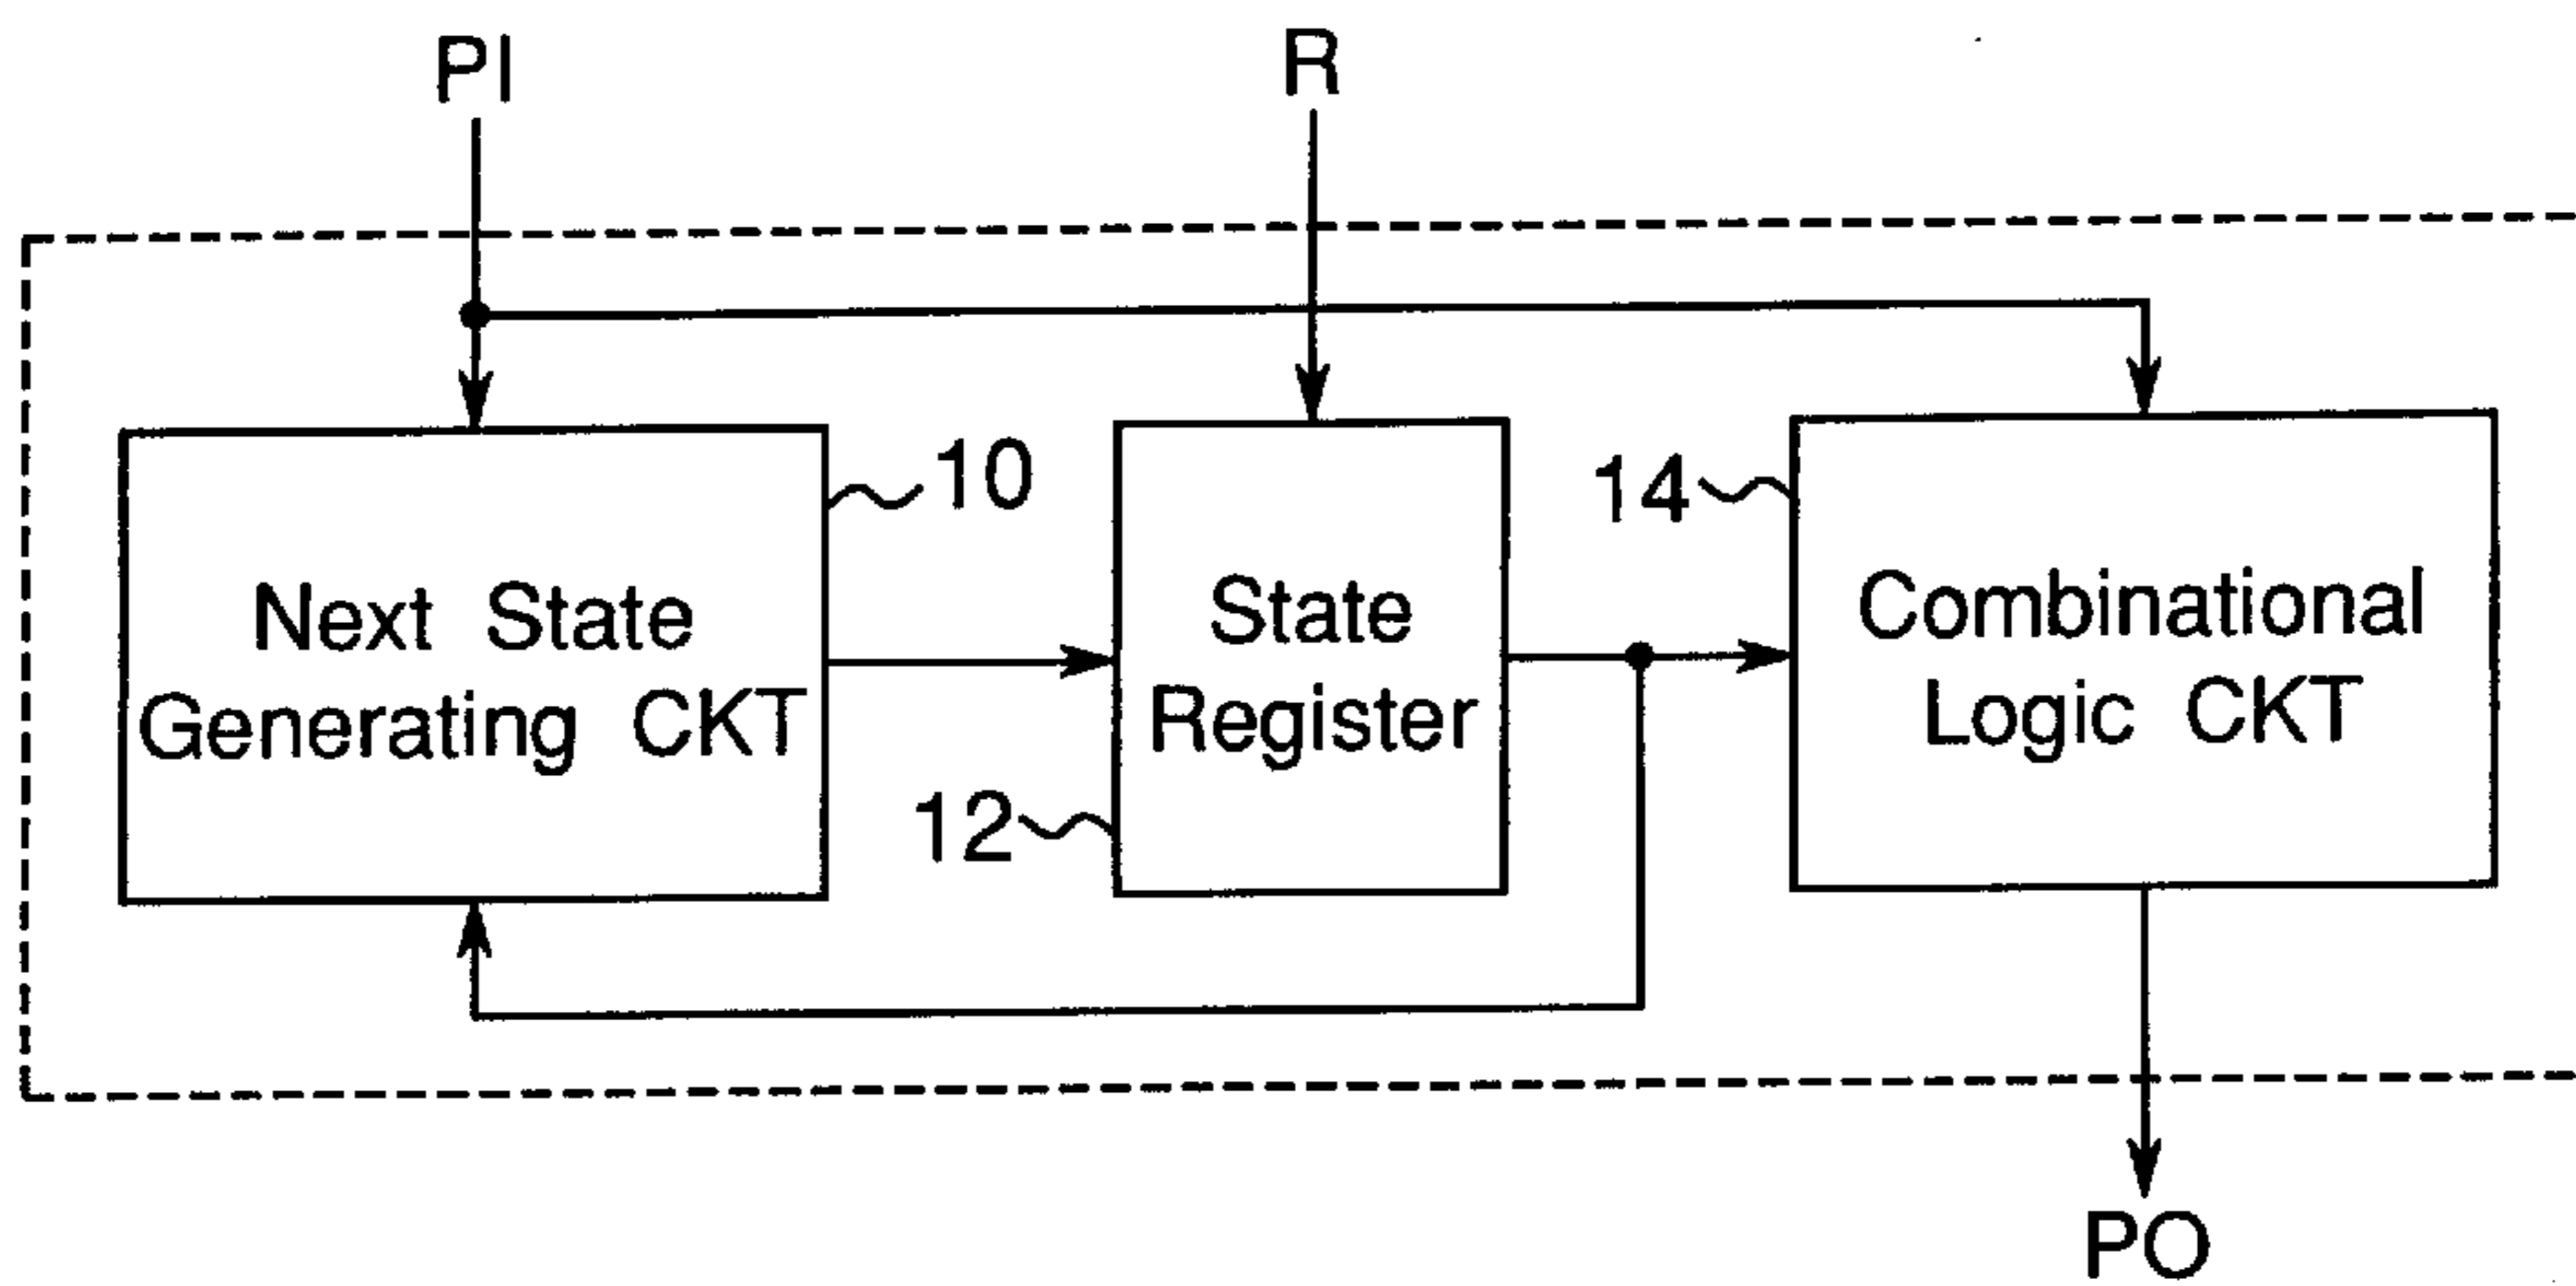 PI
R
10
14
Next State
Generating CKT
State
Register
Combinational
Logic CKT
12
PO